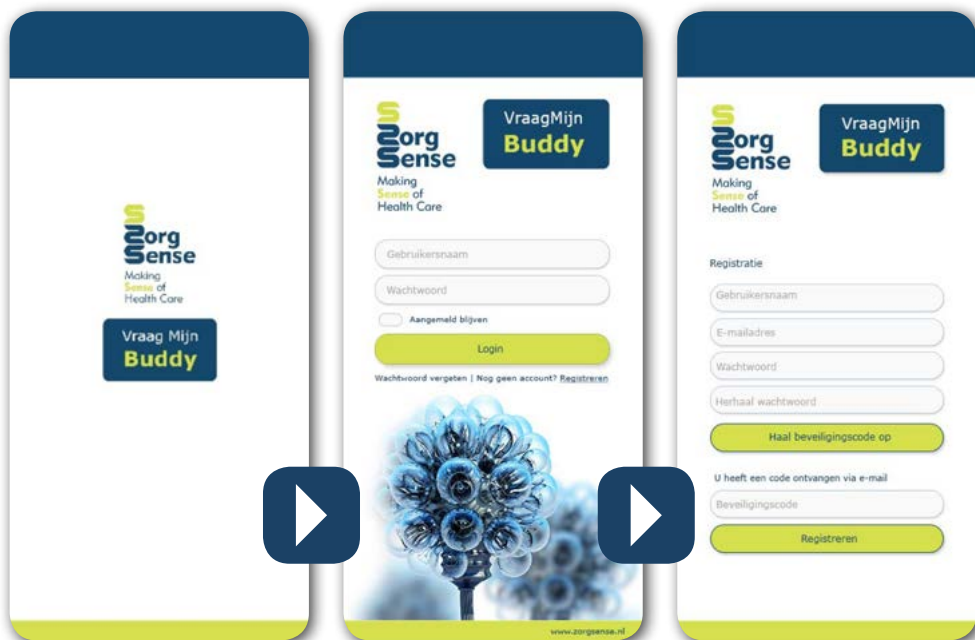 Zorg
Sense
Making
Sense of
Health Care
Vraag Mijn
Buddy
Zorg
Sense
Making
Sense of
Health Care
VraagMijn
Buddy
Gebruikersnaam
Wachtwoord
Aangemeld blijven
Login
Wachtwoord vergeten | Nog geen account? Registreren
www.zorgsense.nl
Zorg
Sense
Making
Sense of
Health Care
VraagMijn
Buddy
Registratie
Gebruikersnaam
E-mailadres
Wachtwoord
Herhaal wachtwoord
Haal beveiligingscode op
U heeft een code ontvangen via e-mail
Beveiligingscode
Registreren